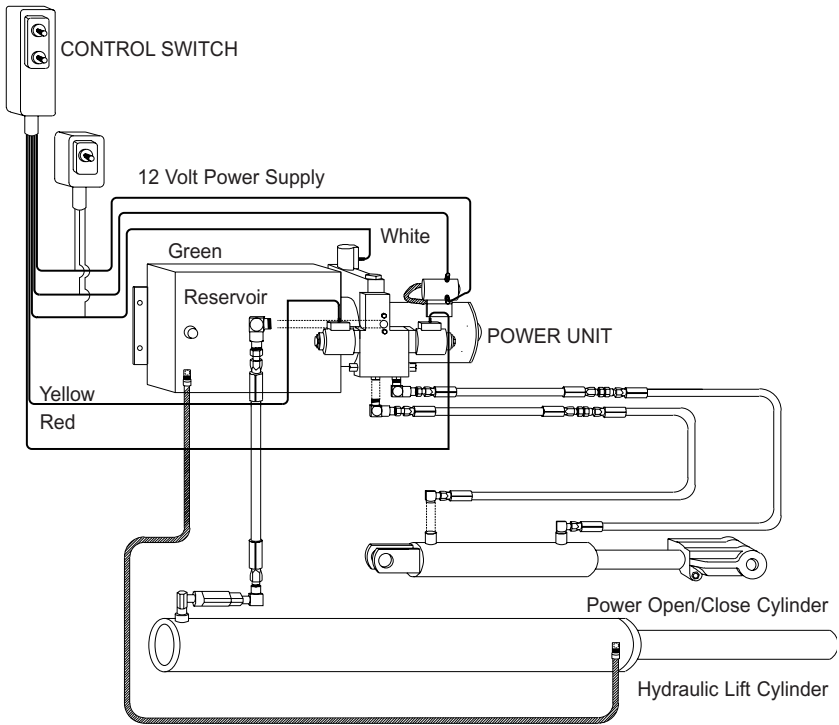 CONTROL SWITCH
12 Volt Power Supply
White
Green
Reservoir
POWER UNIT
Yellow
Red
Power Open/Close Cylinder
Hydraulic Lift Cylinder